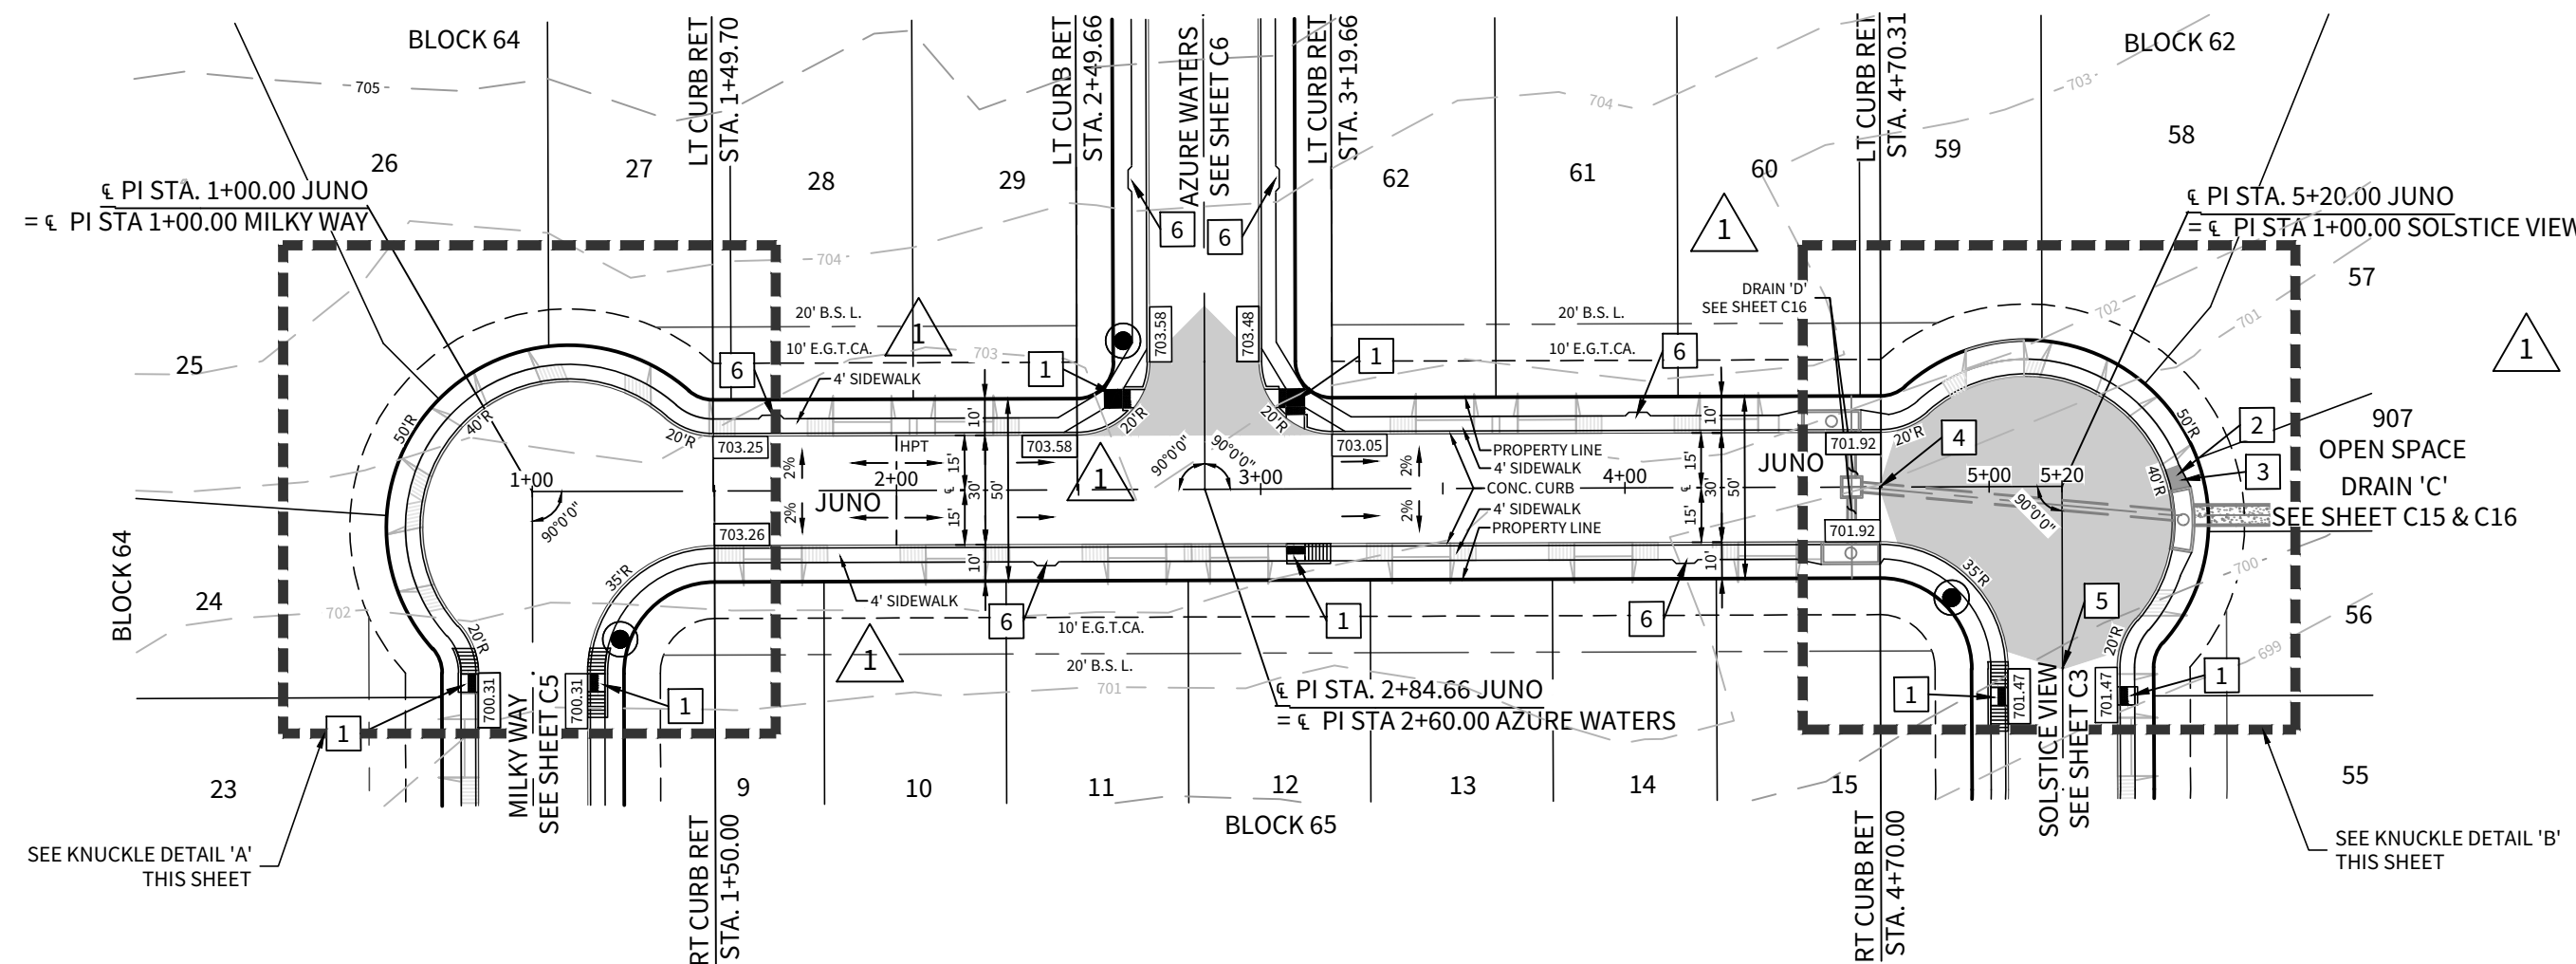 BLOCK 64
LT CURB RET
STA. 1+49.70
LT CURB RET
STA. 2+49.66
AZURE WATERS
SEE SHEET C6
LT CURB RET
STA. 3+19.66
LT CURB RET
STA. 4+70.31
BLOCK 62
705
704
703
26
27
28
29
62
61
60
59
58
℄ PI STA. 1+00.00 JUNO
= ℄ PI STA 1+00.00 MILKY WAY
℄ PI STA. 5+20.00 JUNO
= ℄ PI STA 1+00.00 SOLSTICE VIEW
6
6
1
704
57
DRAIN 'D'
SEE SHEET C16
20' B.S. L.
1
703.58
703.48
20' B.S. L.
702
701
1
25
10' E.G.T.CA.
703
1
1
10' E.G.T.CA.
6
6
4' SIDEWALK
50'R
40'R
20'R
10'
20'R
20'R
10'
50'R
2
907
OPEN SPACE
703.25
HPT
703.58
703.05
PROPERTY LINE
4' SIDEWALK
CONC. CURB
4' SIDEWALK
PROPERTY LINE
701.92
20'R
4
3
DRAIN 'C'
SEE SHEET C15 & C16
1+00
90°0'0"
2%
2%
JUNO
2+00
15'
℄
15'
30'
50'
1
90°0'0"
90°0'0"
3+00
2%
2%
4+00
15'
℄
15'
30'
50'
JUNO
5+00
5+20
90°0'0"
40'R
703.26
701.92
10'
10'
BLOCK 64
24
702
35'R
4' SIDEWALK
6
10' E.G.T.CA.
1
6
35'R
5
700
56
20'R
1
20' B.S. L.
701
20'R
699
700.31
700.31
1
1
MILKY WAY
SEE SHEET C5
℄ PI STA. 2+84.66 JUNO
= ℄ PI STA 2+60.00 AZURE WATERS
1
701.47
701.47
1
SOLSTICE VIEW
SEE SHEET C3
23
9
10
11
12
13
14
15
55
BLOCK 65
SEE KNUCKLE DETAIL 'A'
THIS SHEET
RT CURB RET
STA. 1+50.00
RT CURB RET
STA. 4+70.00
SEE KNUCKLE DETAIL 'B'
THIS SHEET